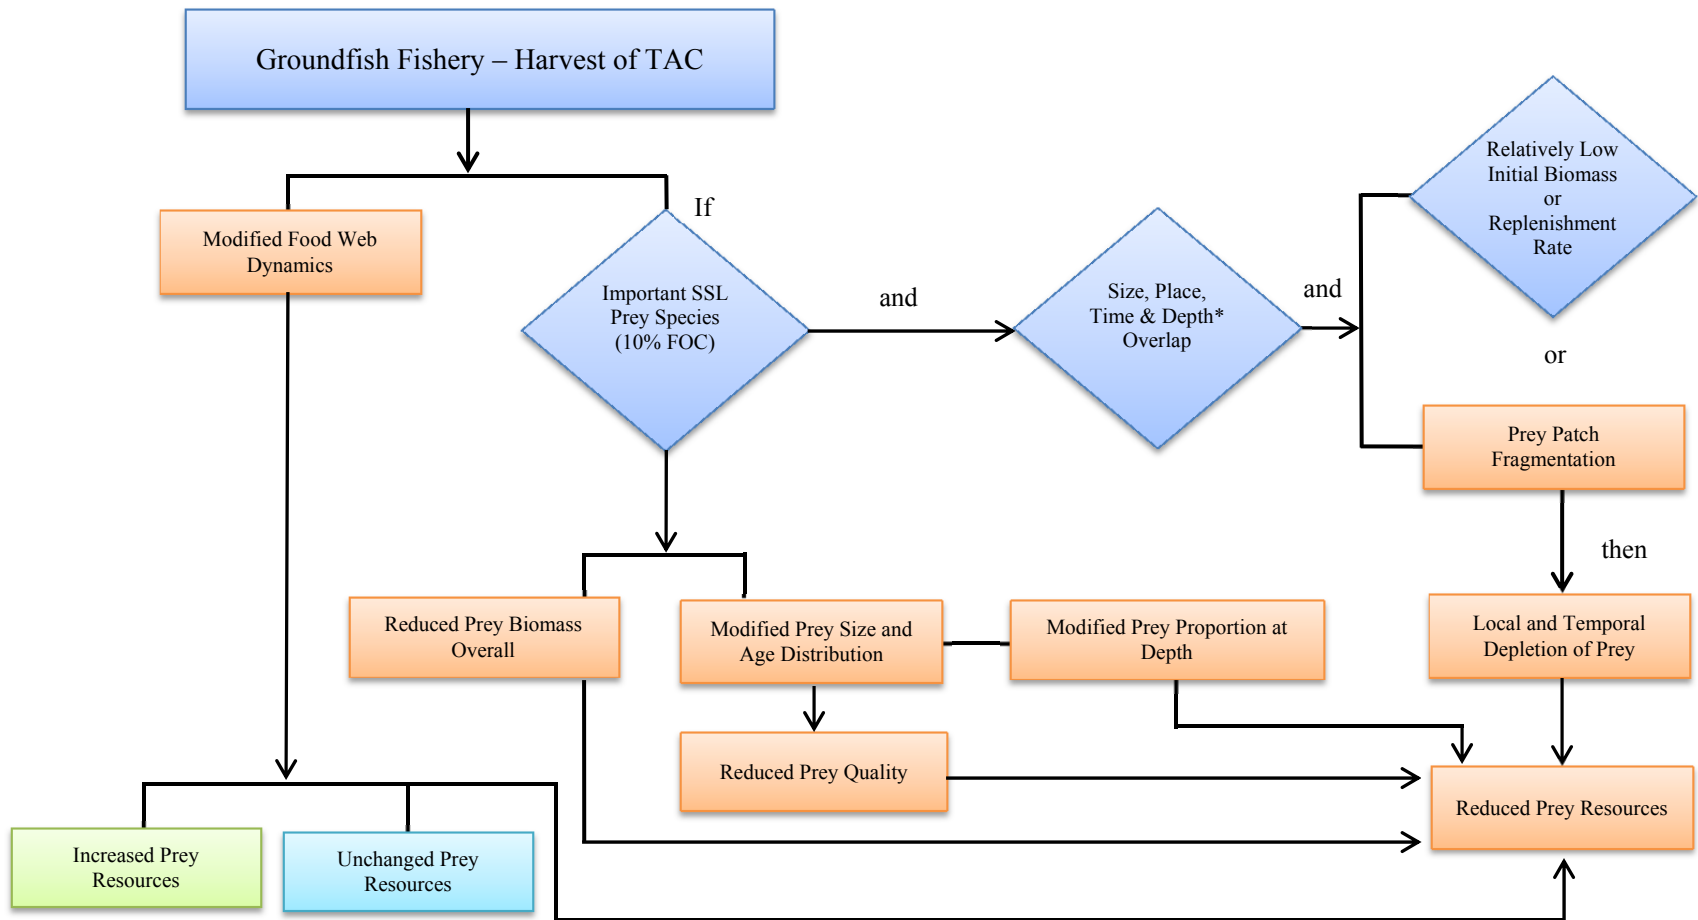 Groundfish Fishery – Harvest of TAC
Relatively Low
Initial Biomass
or
Replenishment
Rate
If
Modified Food Web
Dynamics
Important SSL
Prey Species
(10% FOC)
and
Size, Place,
Time & Depth*
Overlap
and
or
Prey Patch
Fragmentation
then
Reduced Prey Biomass
Overall
Modified Prey Size and
Age Distribution
Modified Prey Proportion at
Depth
Local and Temporal
Depletion of Prey
Reduced Prey Quality
Reduced Prey Resources
Increased Prey
Resources
Unchanged Prey
Resources